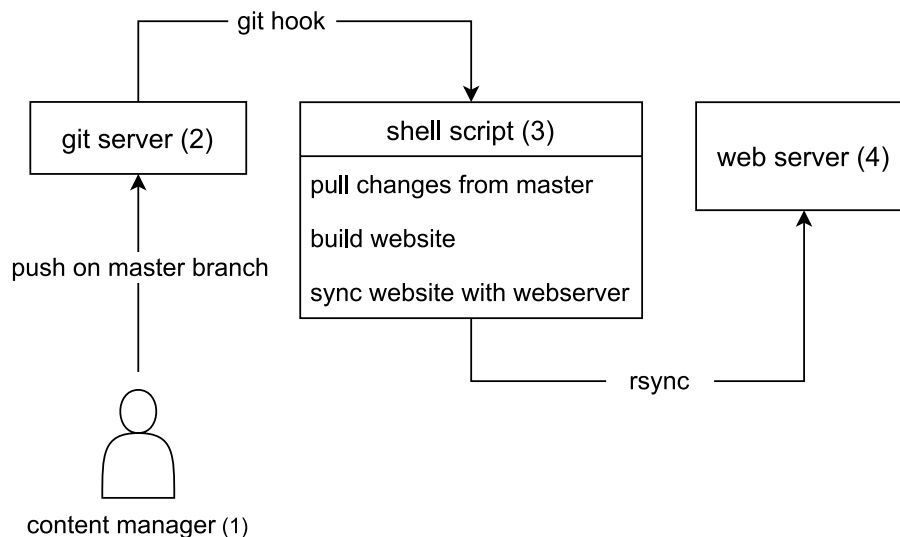 git hook
git server (2)
shell script (3)
web server (4)
pull changes from master
build website
sync website with webserver
push on master branch
rsync
content manager (1)